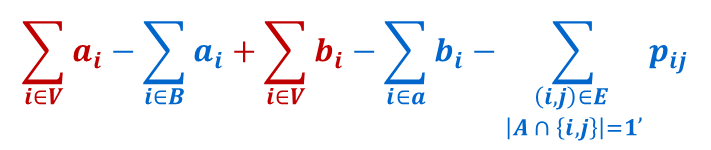 ∑ a_i − ∑ a_i + ∑ b_i − ∑ b_i − ∑ p_ij
i∈V i∈B i∈V i∈a (i,j)∈E
|A ∩ {i,j}|=1′